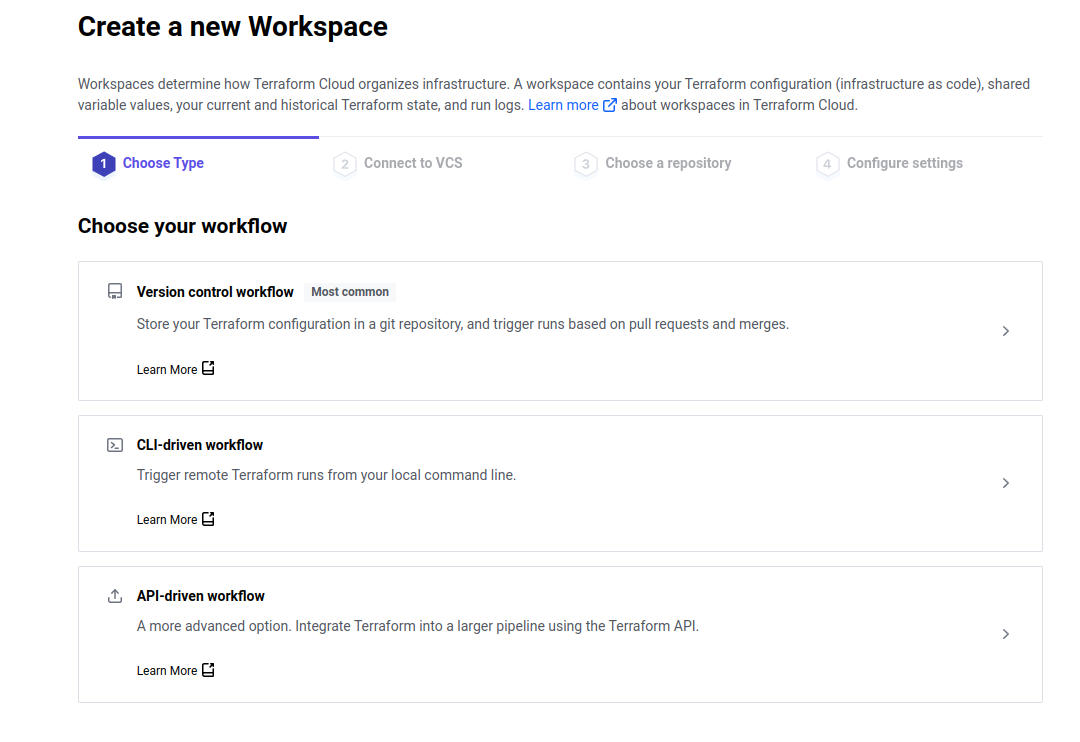 Create a new Workspace
Workspaces determine how Terraform Cloud organizes infrastructure. A workspace contains your Terraform configuration (infrastructure as code), shared
variable values, your current and historical Terraform state, and run logs. Learn more about workspaces in Terraform Cloud.
1 Choose Type
2 Connect to VCS
3 Choose a repository
4 Configure settings
Choose your workflow
Version control workflow Most common
Store your Terraform configuration in a git repository, and trigger runs based on pull requests and merges.
Learn More
CLI-driven workflow
Trigger remote Terraform runs from your local command line.
Learn More
API-driven workflow
A more advanced option. Integrate Terraform into a larger pipeline using the Terraform API.
Learn More